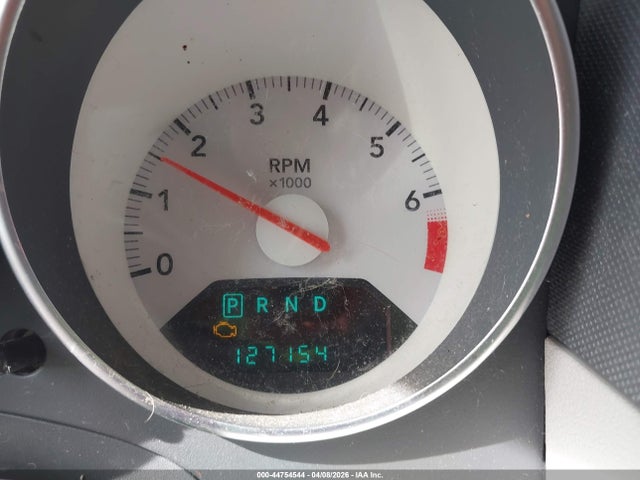 0 1 2 3 4 5 6
RPM
×1000
P R N D
127154
000-44754544 | 04/08/2026 - © IAA Inc.